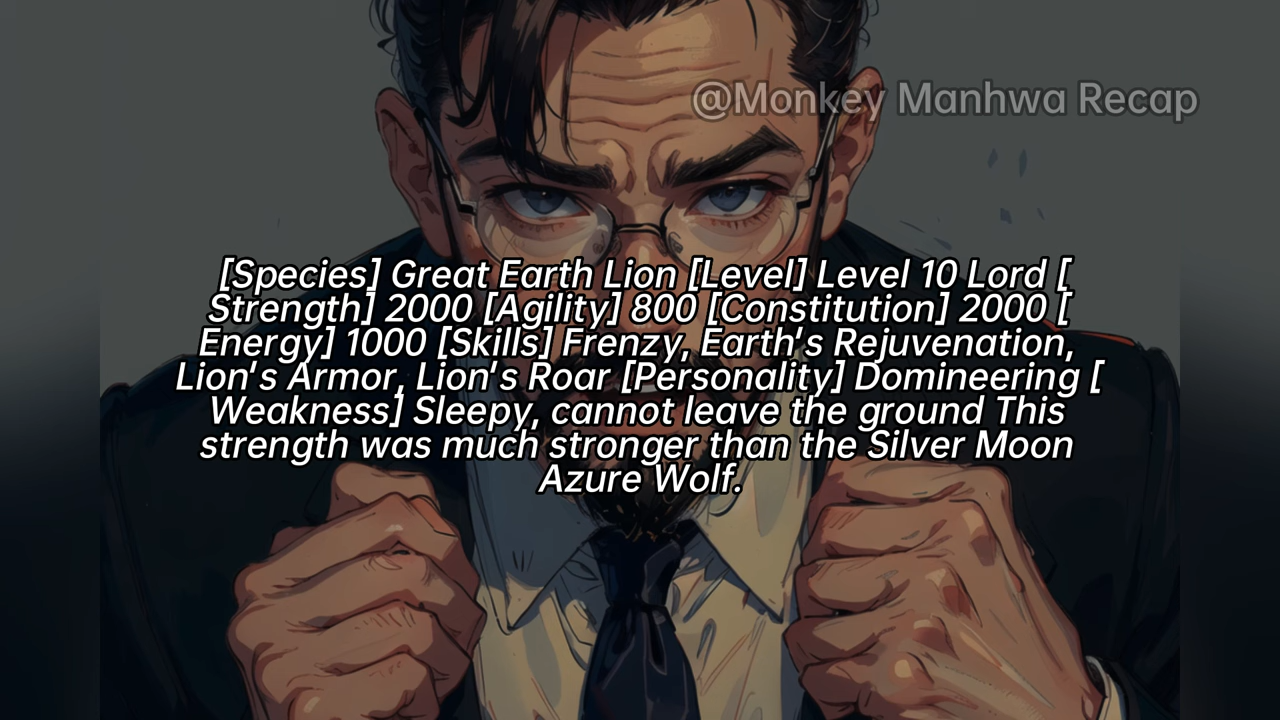 @Monkey Manhwa Recap
[Species] Great Earth Lion [Level] Level 10 Lord [
Strength] 2000 [Agility] 800 [Constitution] 2000 [
Energy] 1000 [Skills] Frenzy, Earth's Rejuvenation,
Lion's Armor, Lion's Roar [Personality] Domineering [
Weakness] Sleepy, cannot leave the ground This
strength was much stronger than the Silver Moon
Azure Wolf.